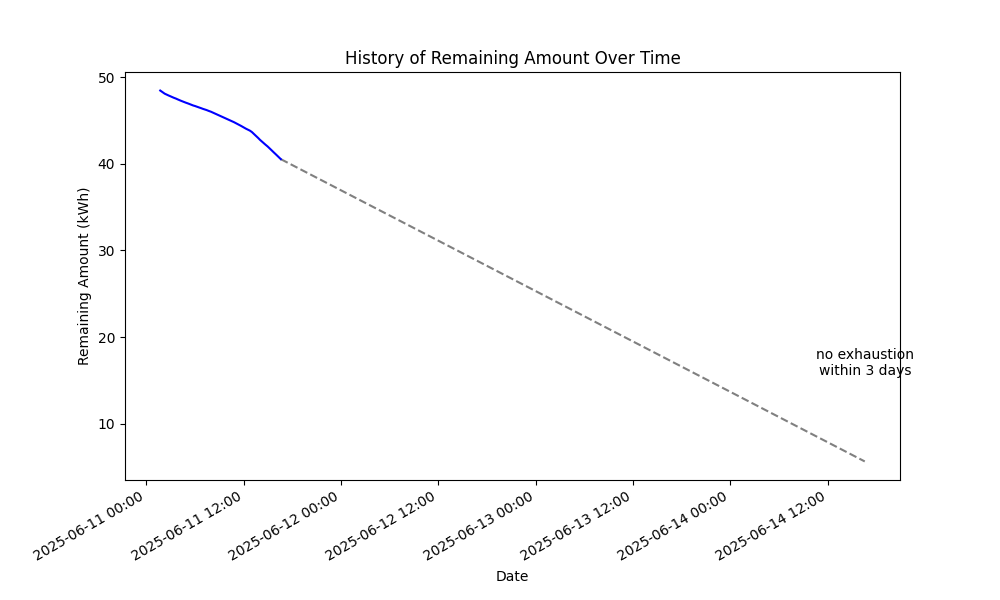 History of Remaining Amount Over Time
50
40
30
20
10
Remaining Amount (kWh)
no exhaustion
within 3 days
2025-06-11 00:00
2025-06-11 12:00
2025-06-12 00:00
2025-06-12 12:00
2025-06-13 00:00
2025-06-13 12:00
2025-06-14 00:00
2025-06-14 12:00
Date